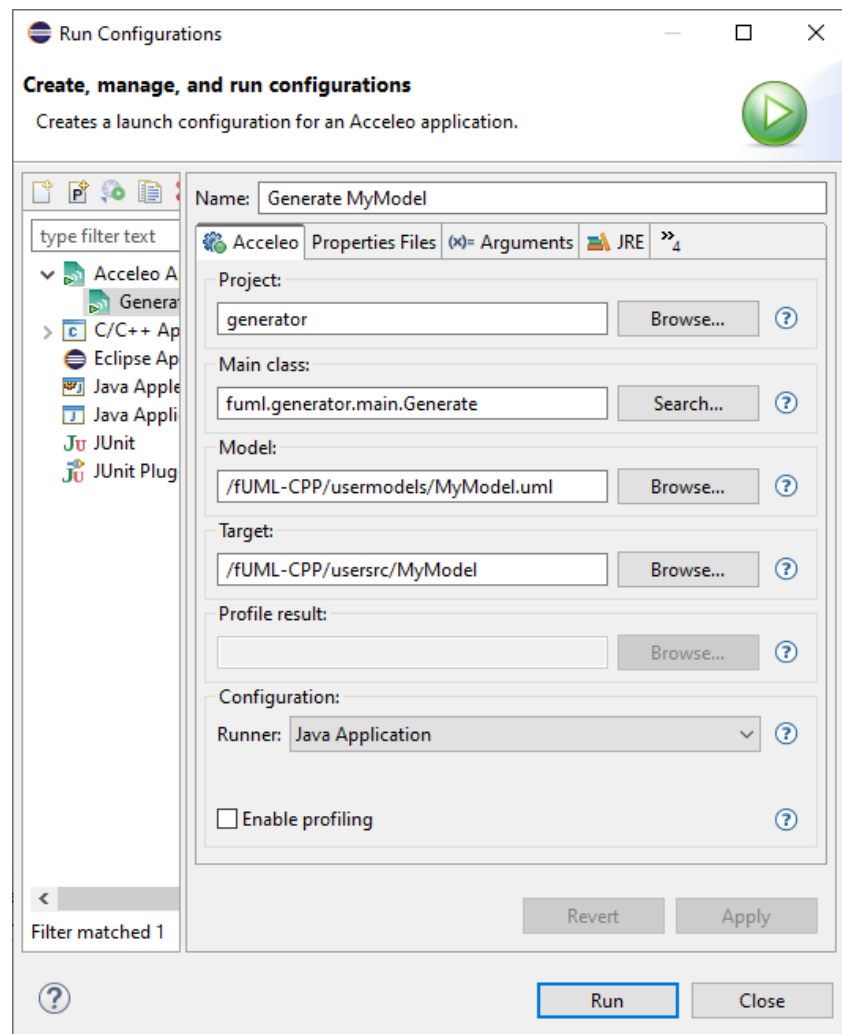 Run Configurations
Create, manage, and run configurations
Creates a launch configuration for an Acceleo application.
type filter text
Acceleo A
Genera
C/C++ Ap
Eclipse Ap
Java Apple
Java Appli
JUnit
JUnit Plug
Filter matched 1
Name: Generate MyModel
Acceleo Properties Files (x)= Arguments JRE »4
Project:
generator Browse...
Main class:
fuml.generator.main.Generate Search...
Model:
/fUML-CPP/usermodels/MyModel.uml Browse...
Target:
/fUML-CPP/usersrc/MyModel Browse...
Profile result:
Browse...
Configuration:
Runner: Java Application
Enable profiling
Revert Apply
Run Close